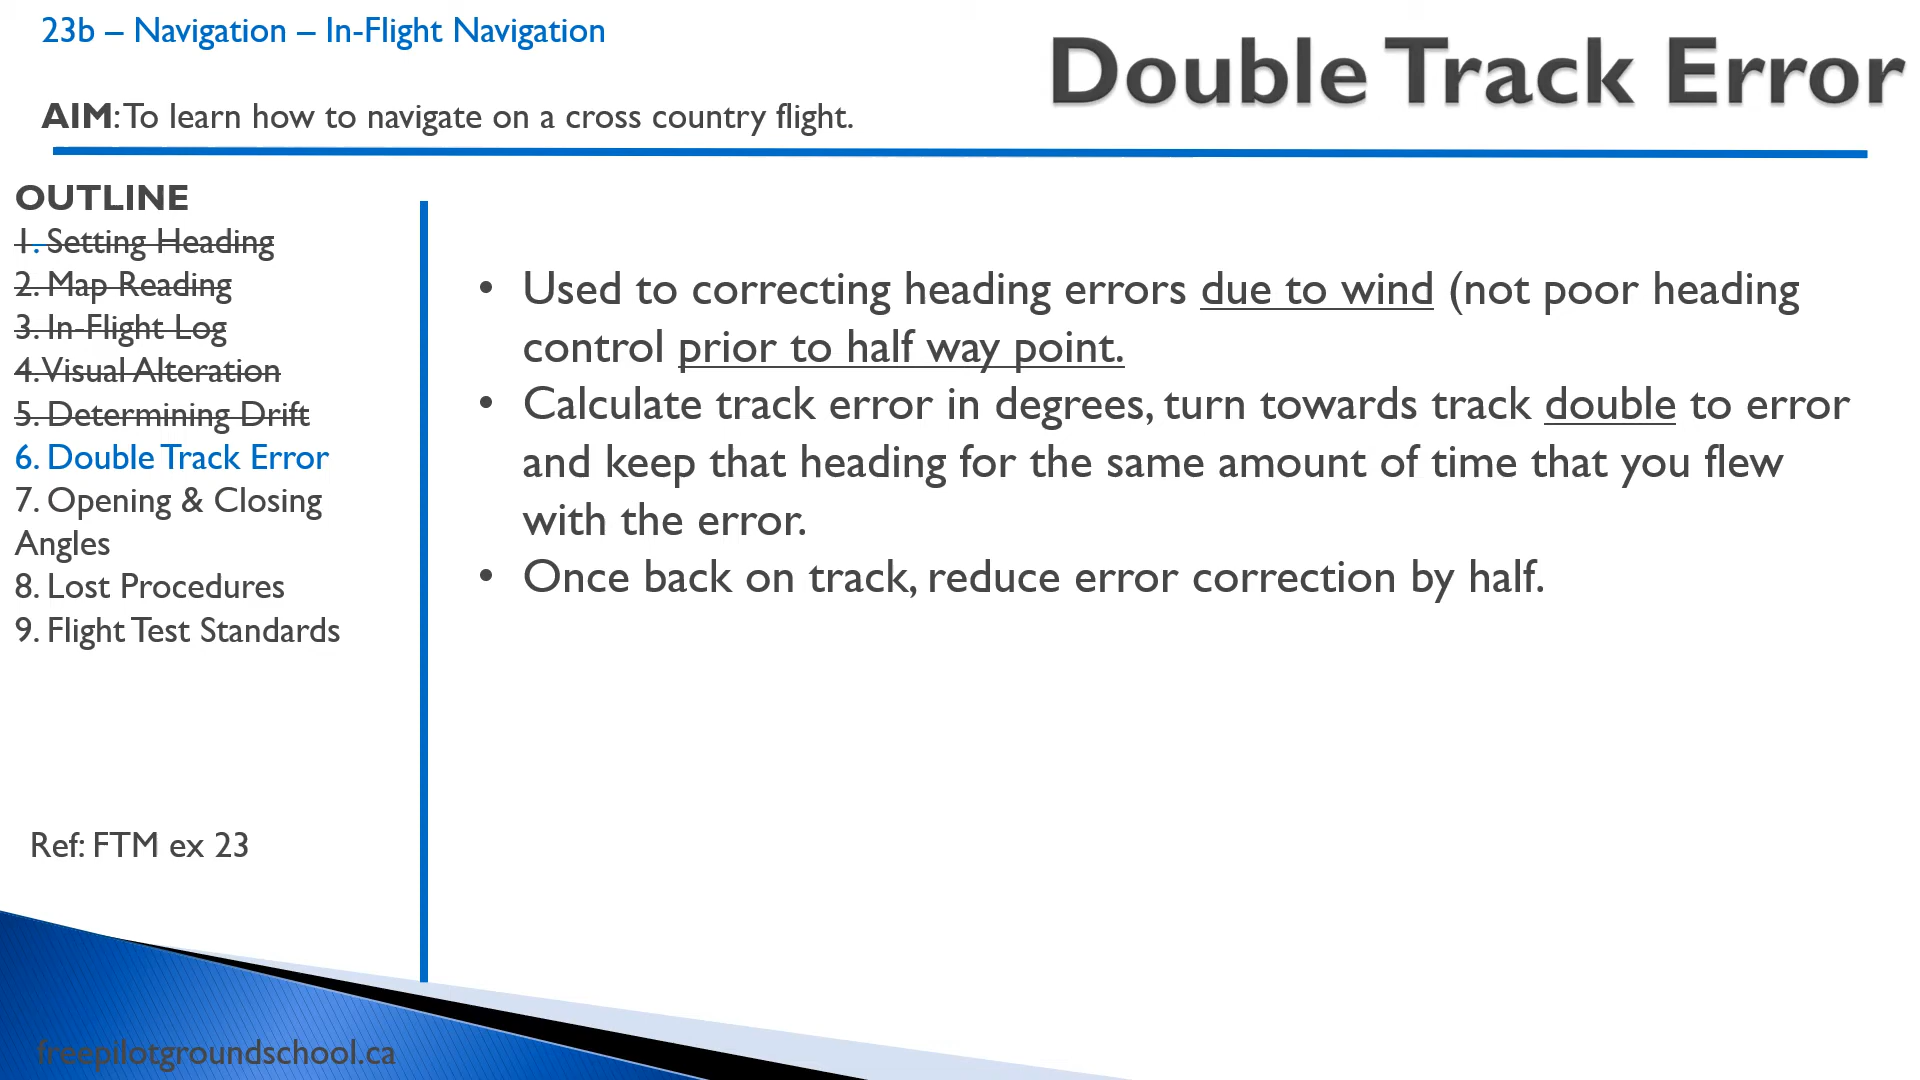 23b – Navigation – In-Flight Navigation
Double Track Error
AIM: To learn how to navigate on a cross country flight.
OUTLINE
1. Setting Heading
2. Map Reading
3. In-Flight Log
4. Visual Alteration
5. Determining Drift
6. Double Track Error
7. Opening & Closing
Angles
8. Lost Procedures
9. Flight Test Standards
Ref: FTM ex 23
• Used to correcting heading errors due to wind (not poor heading
control prior to half way point.
• Calculate track error in degrees, turn towards track double to error
and keep that heading for the same amount of time that you flew
with the error.
• Once back on track, reduce error correction by half.
freepilotgroundschool.ca